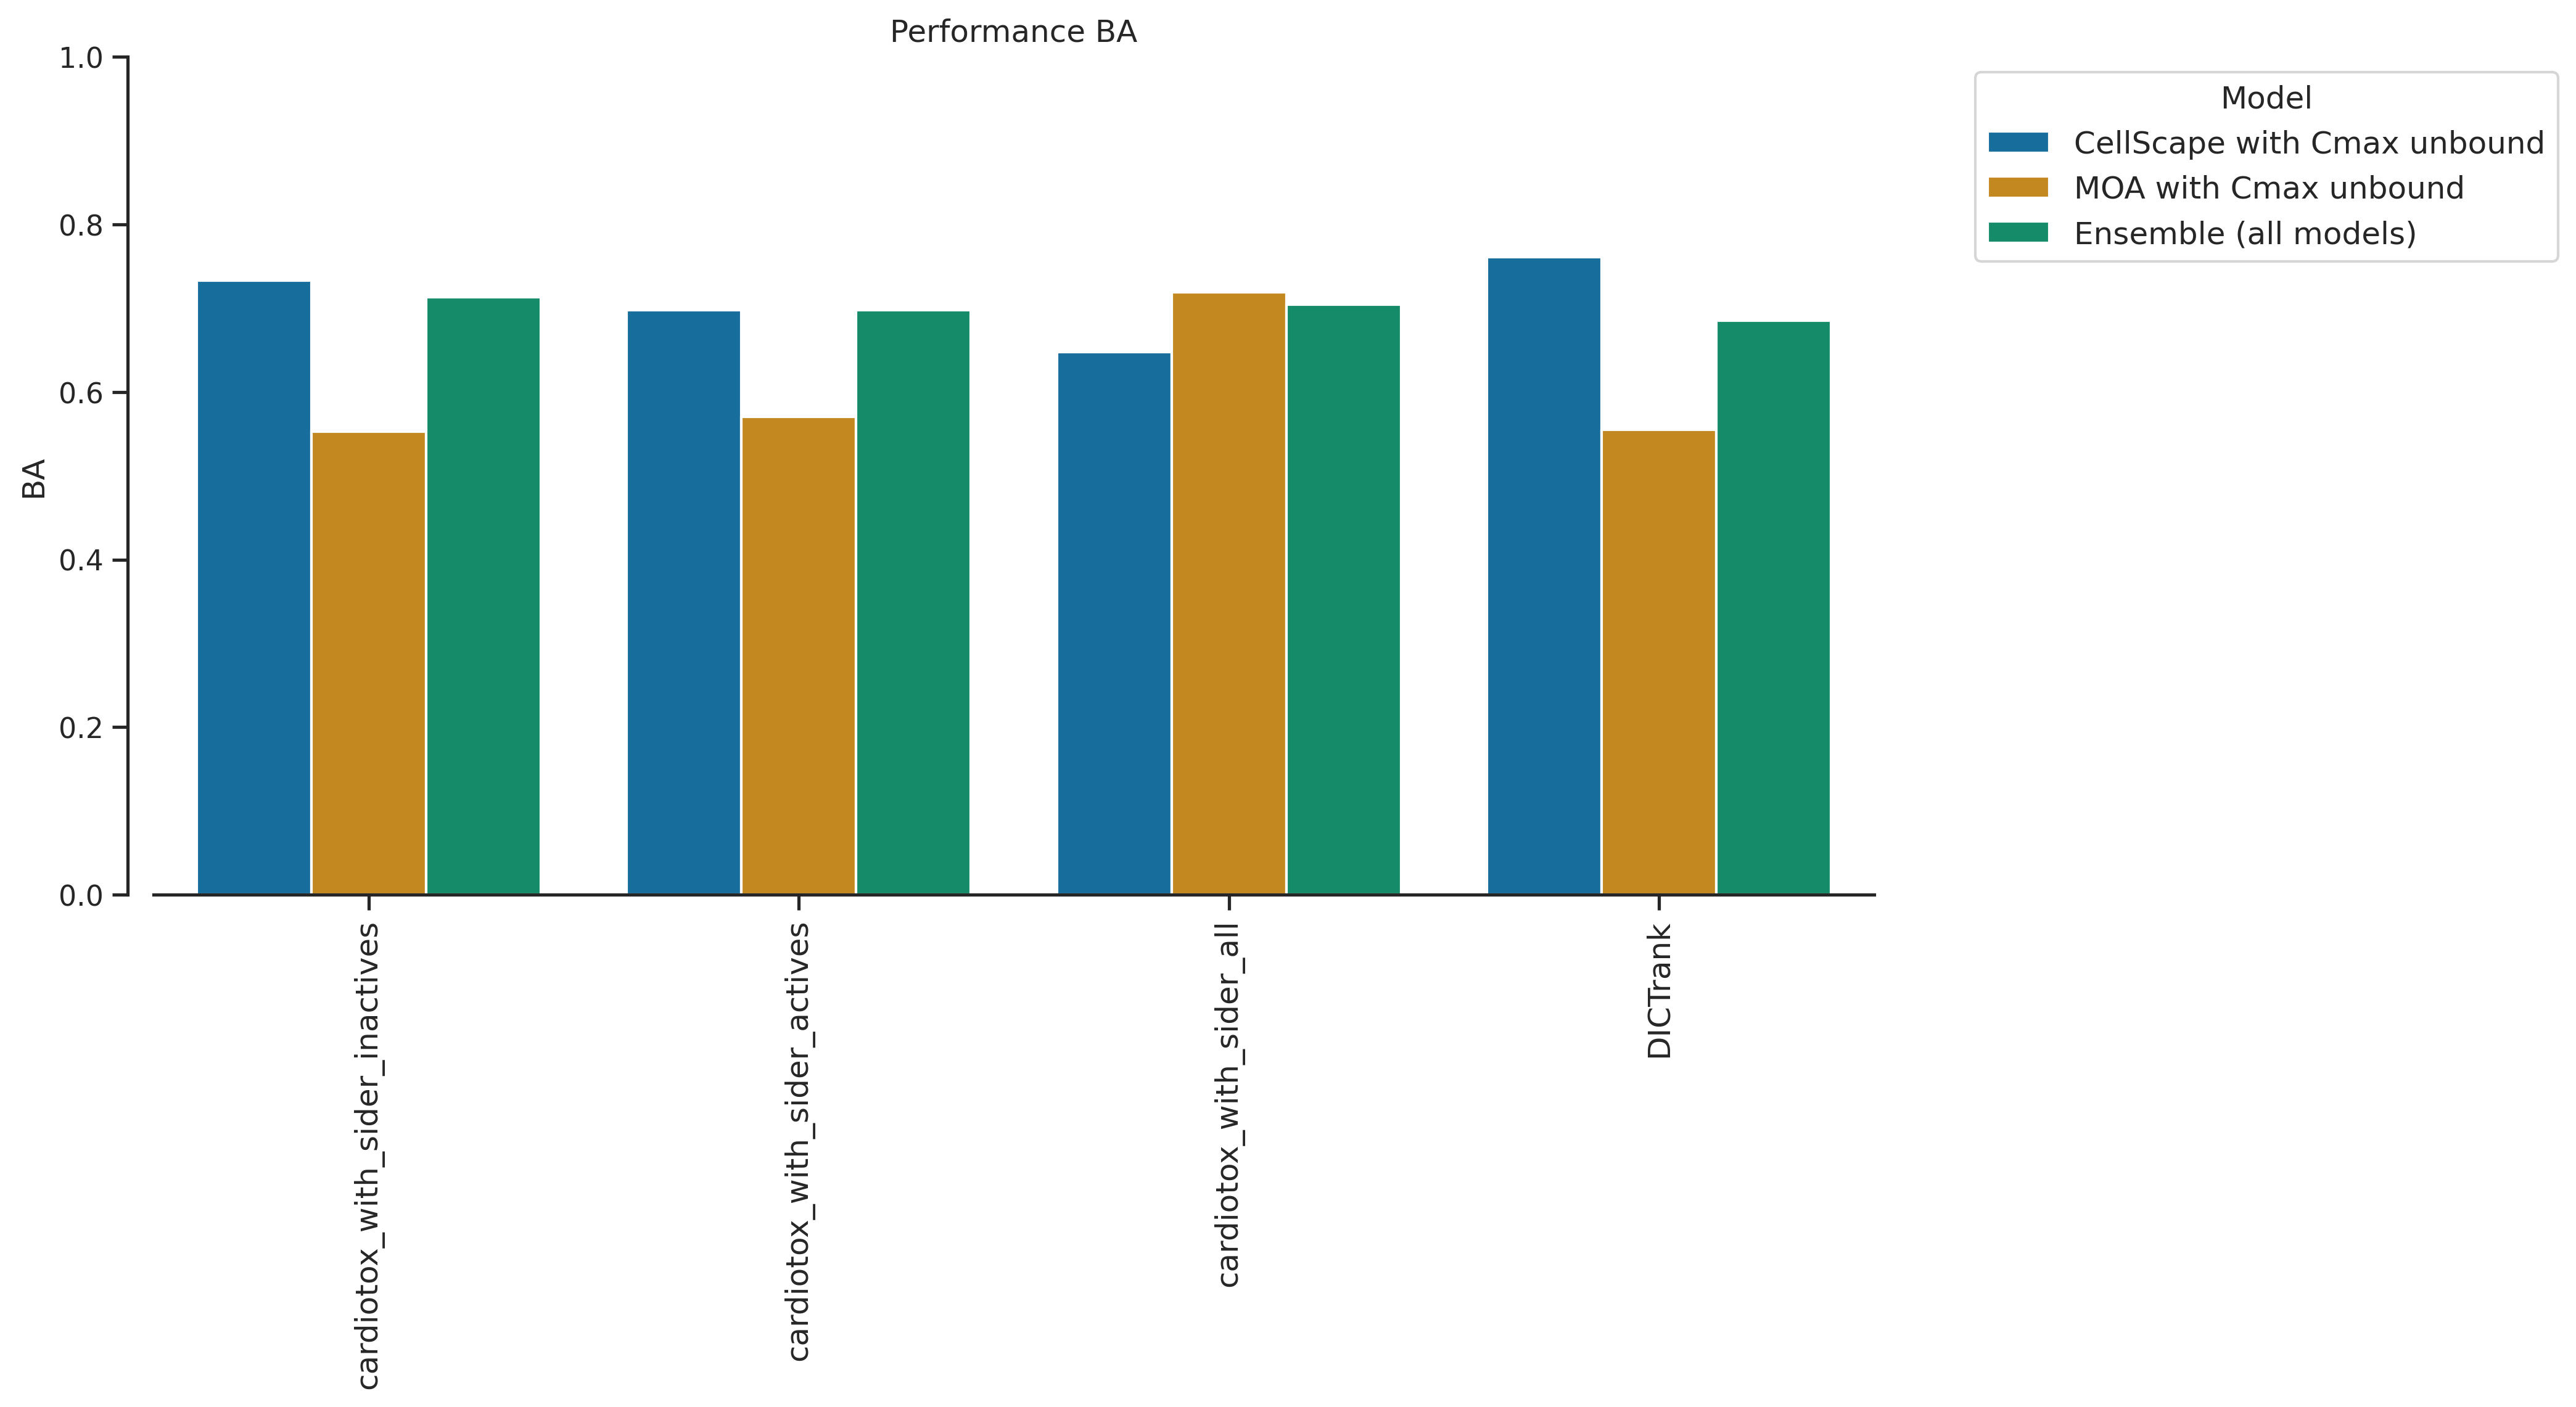 Performance BA
1.0
0.8
0.6
0.4
0.2
0.0
BA
cardiotox_with_sider_inactives
cardiotox_with_sider_actives
cardiotox_with_sider_all
DICTrank
Model
CellScape with Cmax unbound
MOA with Cmax unbound
Ensemble (all models)